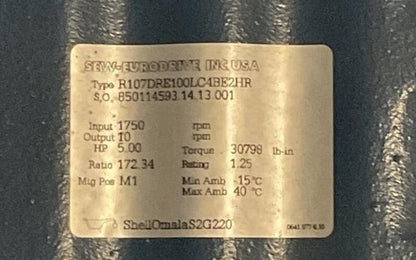 SEW-EURODRIVE INC. USA
Type R107DRE100LC4BE2HR
S.O. 850114593.14.13.001
Input 1750 rpm
Output 10 rpm
HP 5.00 Torque 30798 lb-in
Ratio 172.34 Rating 1.25
Mtg Pos M1 Min Amb -15 °C
Max Amb 40 °C
ShellOmalaS2G220